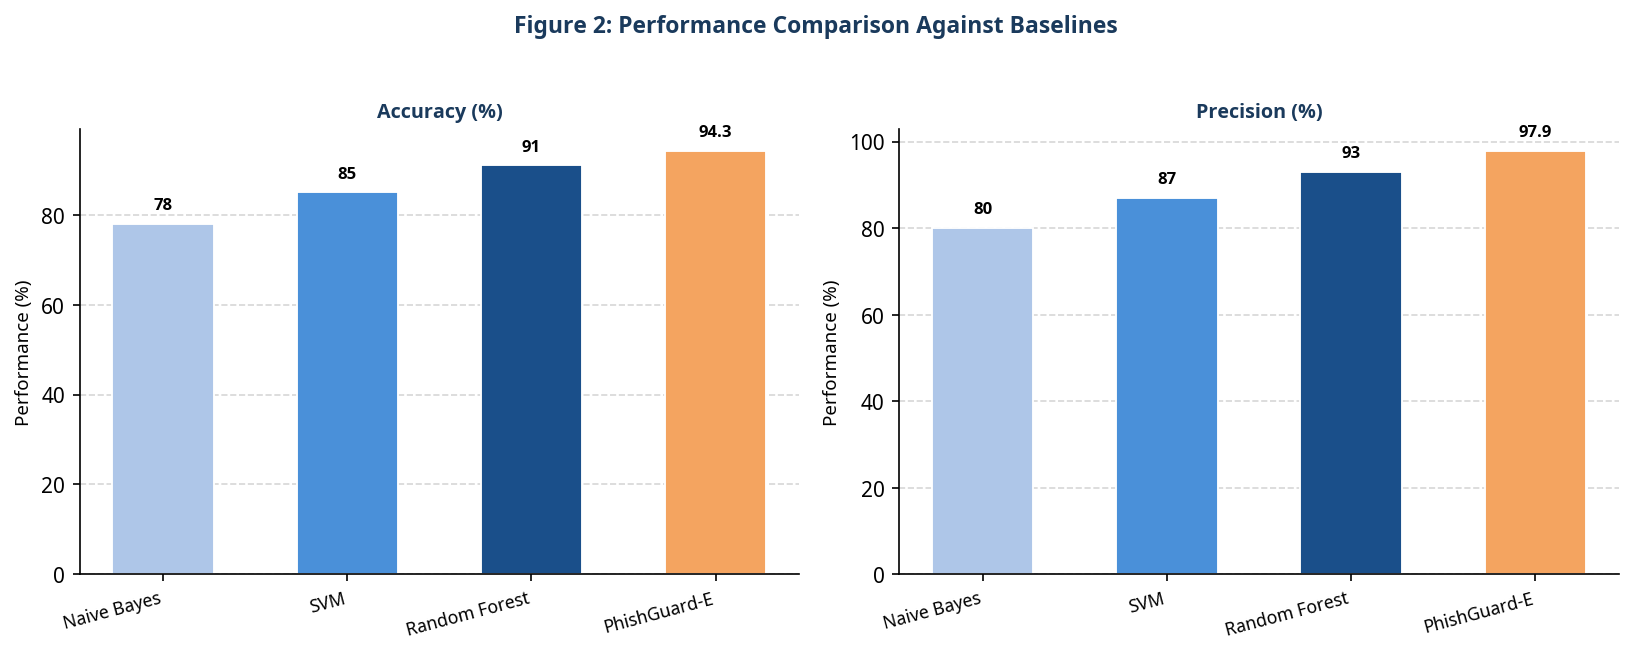 Figure 2: Performance Comparison Against Baselines
Accuracy (%)
Performance (%)
80
60
40
20
0
78
85
91
94.3
Naive Bayes
SVM
Random Forest
PhishGuard-E
Precision (%)
Performance (%)
100
80
60
40
20
0
80
87
93
97.9
Naive Bayes
SVM
Random Forest
PhishGuard-E